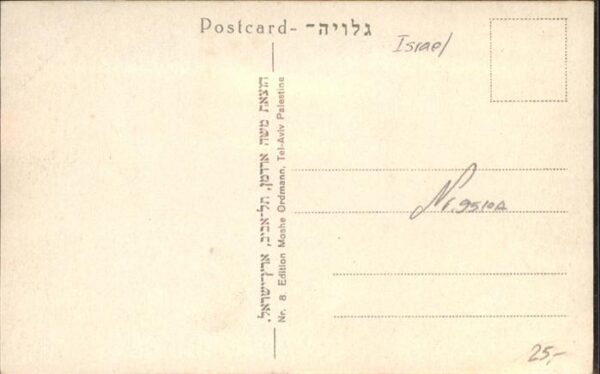 Postcard- גלויה-
Israel
הוצאת משה ארדמן, תל-אביב, ארץ-ישראל.
Nr. 8. Edition Moshe Ordmann, Tel-Aviv Palestine
Nr. 9510A
25,-